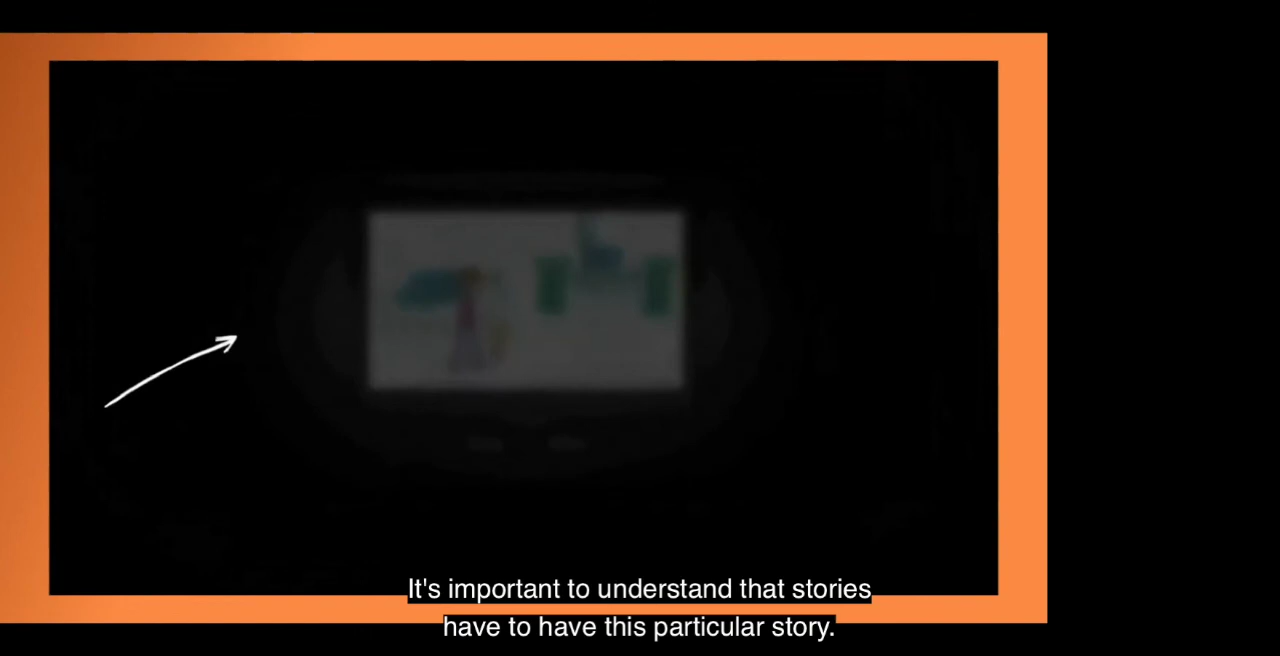 It's important to understand that stories
have to have this particular story.